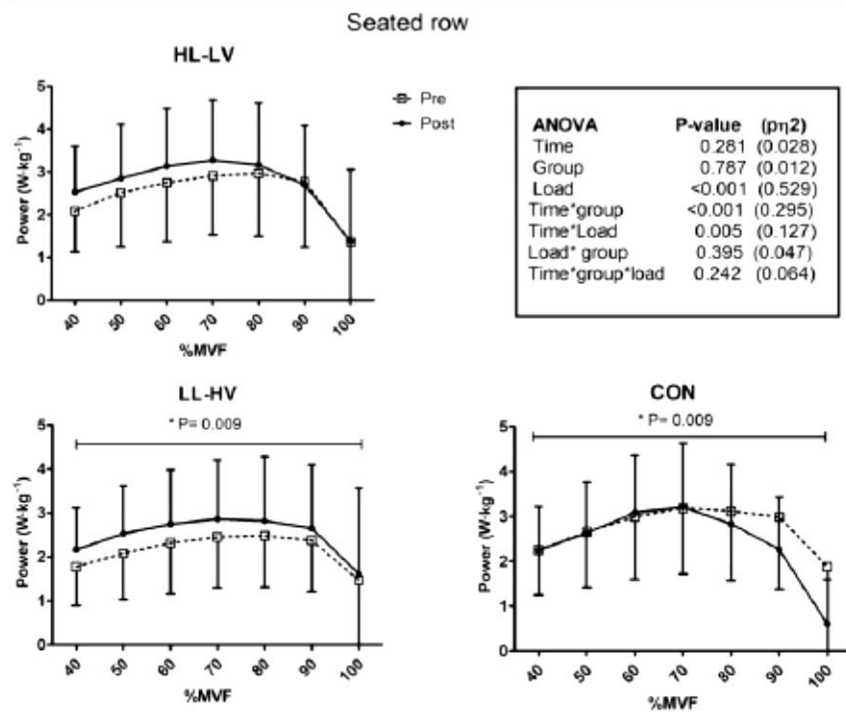 Seated row
HL-LV
Power (W·kg⁻¹)
5
4
3
2
1
0
40 50 60 70 80 90 100
%MVF
Pre
Post
ANOVA P-value (pη2)
Time 0.281 (0.028)
Group 0.787 (0.012)
Load <0.001 (0.529)
Time*group <0.001 (0.295)
Time*Load 0.005 (0.127)
Load* group 0.395 (0.047)
Time*group*load 0.242 (0.064)
LL-HV
* P= 0.009
Power (W·kg⁻¹)
5
4
3
2
1
0
40 50 60 70 80 90 100
%MVF
CON
* P= 0.009
Power (W·kg⁻¹)
5
4
3
2
1
0
40 50 60 70 80 90 100
%MVF